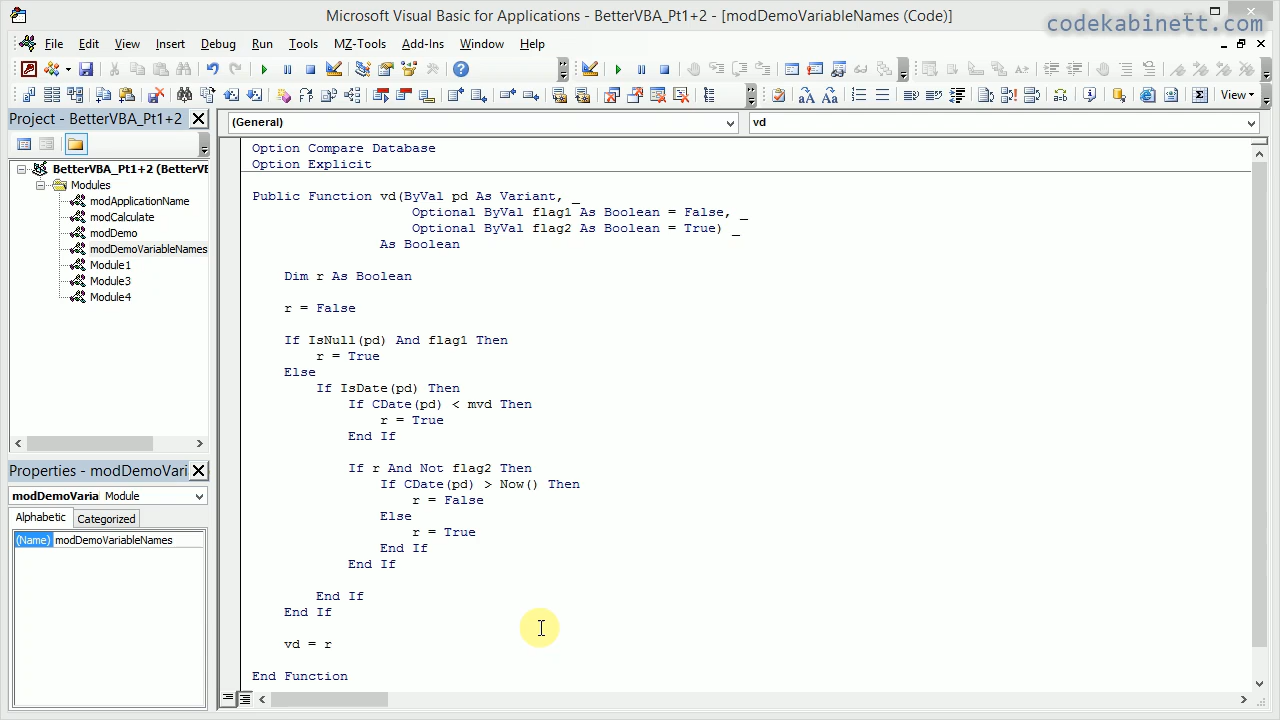 Microsoft Visual Basic for Applications - BetterVBA_Pt1+2 - [modDemoVariableNames (Code)]
codekabinett.com
File Edit View Insert Debug Run Tools MZ-Tools Add-Ins Window Help
View
Project - BetterVBA_Pt1+2
(General)
vd
BetterVBA_Pt1+2 (BetterVB
Modules
modApplicationName
modCalculate
modDemo
modDemoVariableNames
Module1
Module3
Module4
Properties - modDemoVari
modDemoVaria Module
Alphabetic Categorized
(Name) modDemoVariableNames
Option Compare Database
Option Explicit
Public Function vd(ByVal pd As Variant, _
Optional ByVal flag1 As Boolean = False, _
Optional ByVal flag2 As Boolean = True) _
As Boolean
Dim r As Boolean
r = False
If IsNull(pd) And flag1 Then
r = True
Else
If IsDate(pd) Then
If CDate(pd) < mvd Then
r = True
End If
If r And Not flag2 Then
If CDate(pd) > Now() Then
r = False
Else
r = True
End If
End If
End If
End If
vd = r
End Function